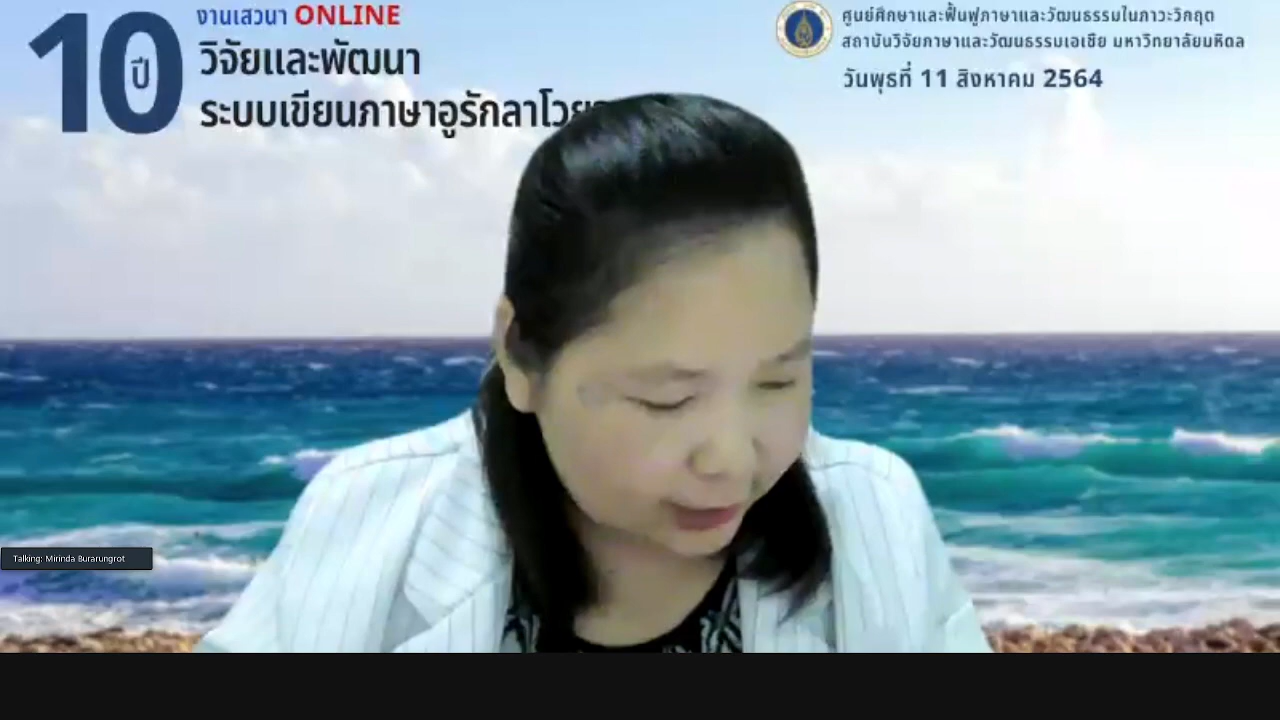 10 ปี
งานเสวนา ONLINE
วิจัยและพัฒนา
ระบบเขียนภาษาอูรักลาโวย
ศูนย์ศึกษาและฟื้นฟูภาษาและวัฒนธรรมในภาวะวิกฤต
สถาบันวิจัยภาษาและวัฒนธรรมเอเชีย มหาวิทยาลัยมหิดล
วันพุธที่ 11 สิงหาคม 2564
Talking: Mirinda Burarungrot